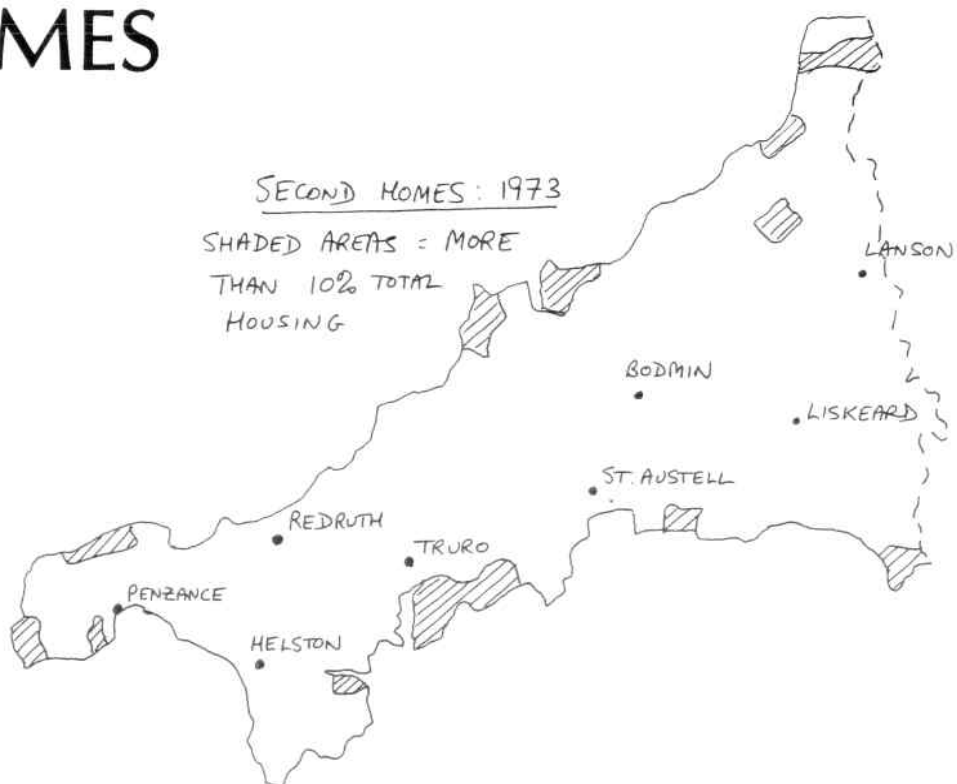 MES
SECOND HOMES: 1973
SHADED AREAS = MORE
THAN 10% TOTAL
HOUSING
LANSON
BODMIN
LISKEARD
ST. AUSTELL
REDRUTH
TRURO
PENZANCE
HELSTON